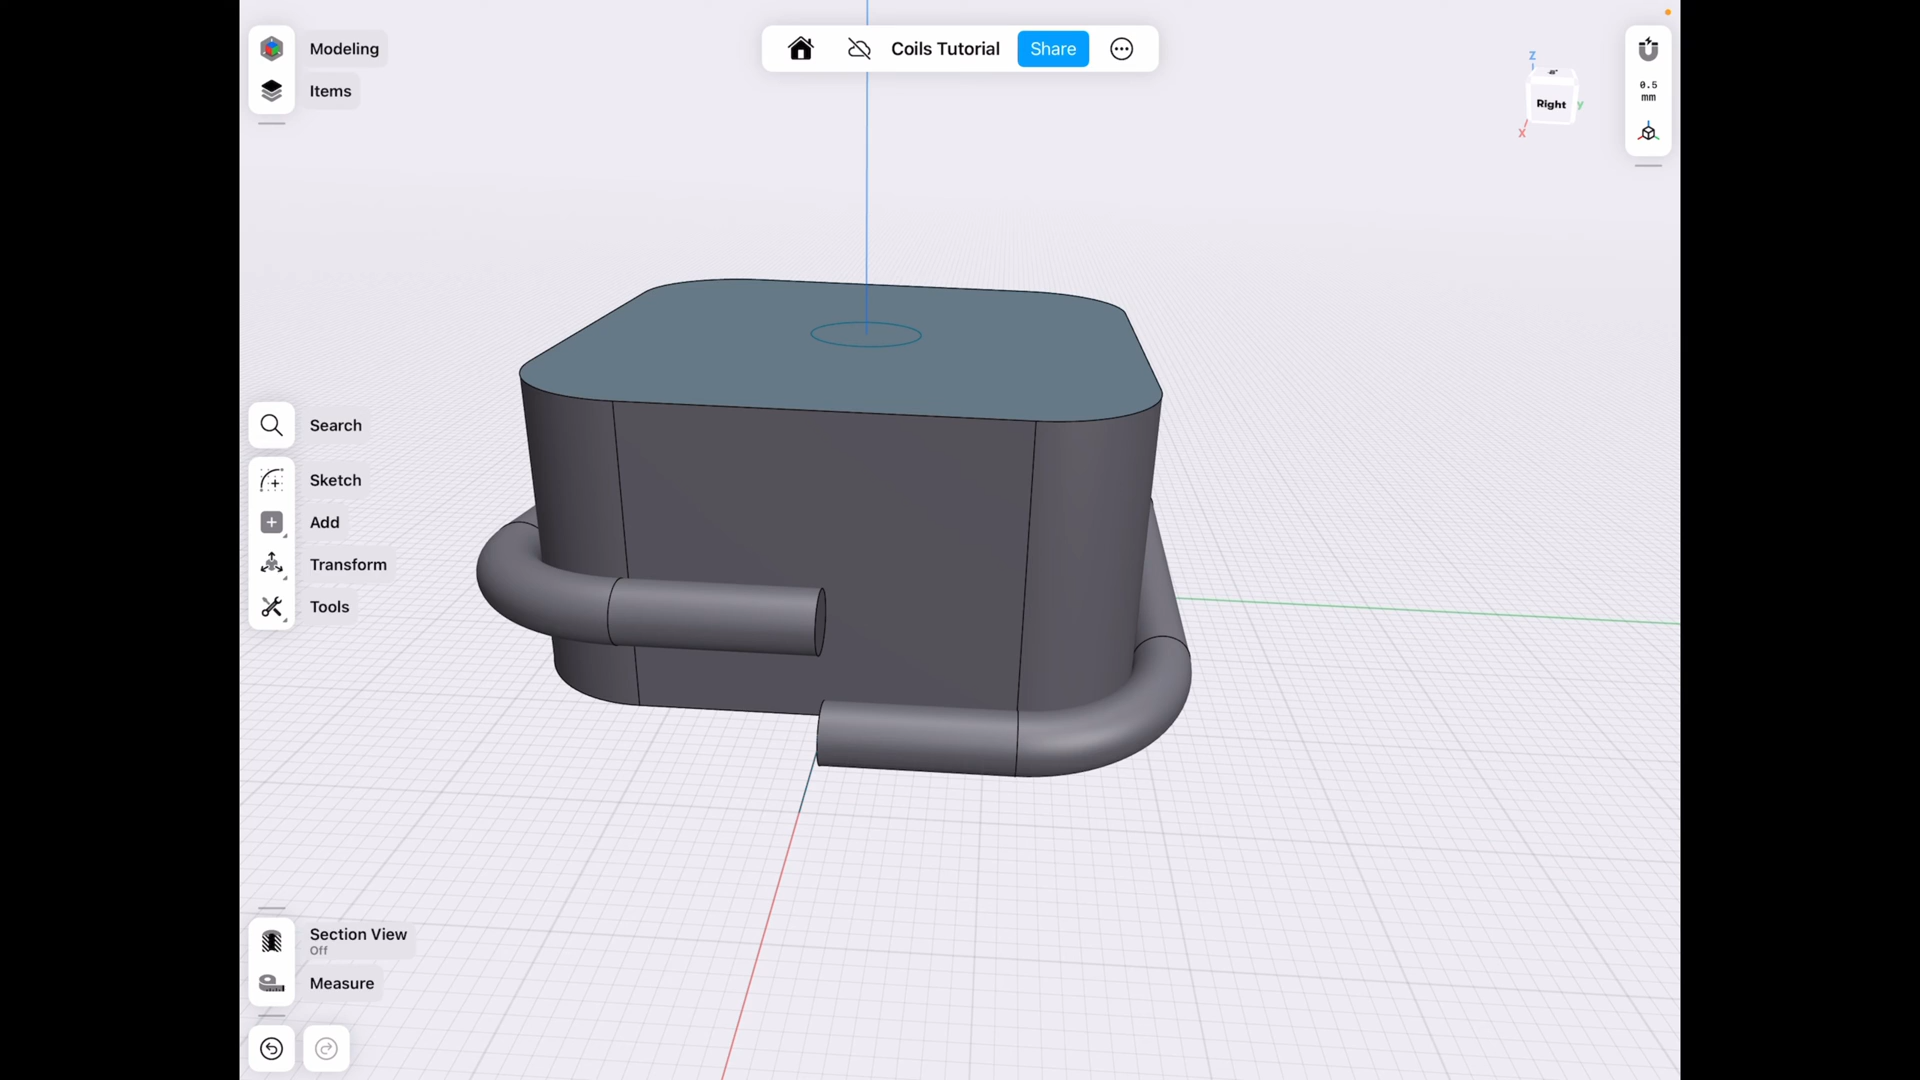 Modeling
Items
Coils Tutorial
Share
Z
Right
y
X
0.5
mm
Search
Sketch
Add
Transform
Tools
Section View
Off
Measure